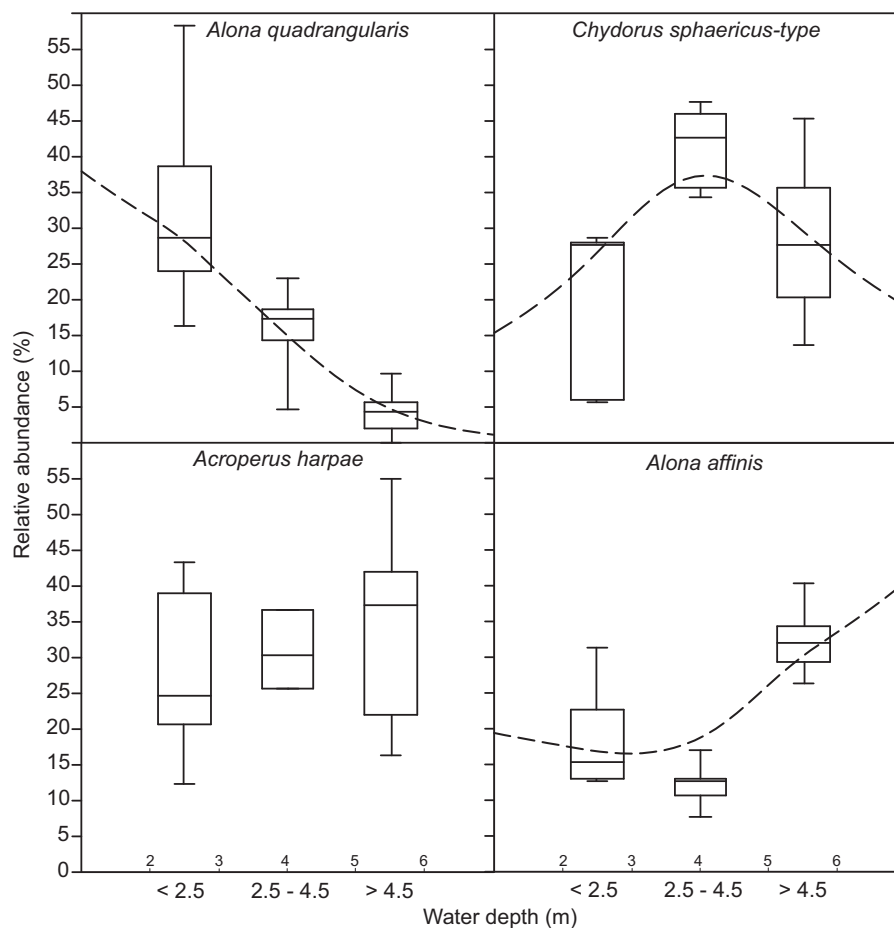 Alona quadrangularis
Chydorus sphaericus-type
55
50
45
40
35
30
25
20
15
10
5
Relative abundance (%)
Acroperus harpae
Alona affinis
55
50
45
40
35
30
25
20
15
10
5
0
2 3 4 5 6
2 3 4 5 6
< 2.5 2.5 - 4.5 > 4.5
< 2.5 2.5 - 4.5 > 4.5
Water depth (m)